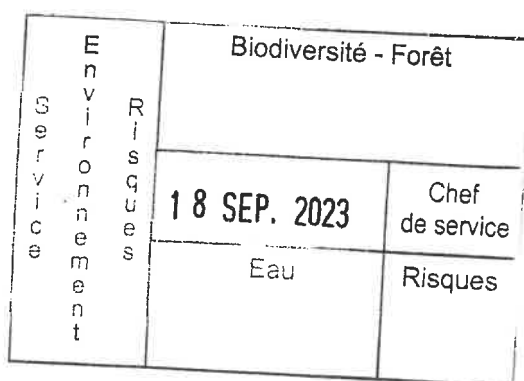 Service
Environnement
Risques
Biodiversité - Forêt
18 SEP. 2023
Chef
de service
Eau
Risques